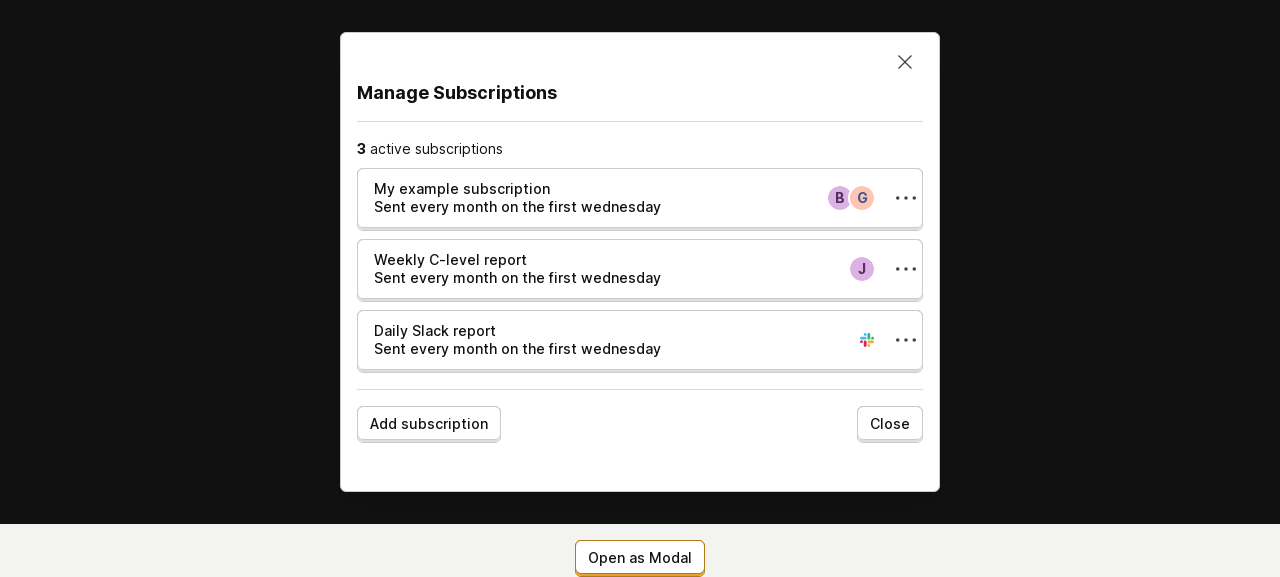 Manage Subscriptions
3 active subscriptions
My example subscription
Sent every month on the first wednesday
B G
Weekly C-level report
Sent every month on the first wednesday
J
Daily Slack report
Sent every month on the first wednesday
Add subscription
Close
Open as Modal